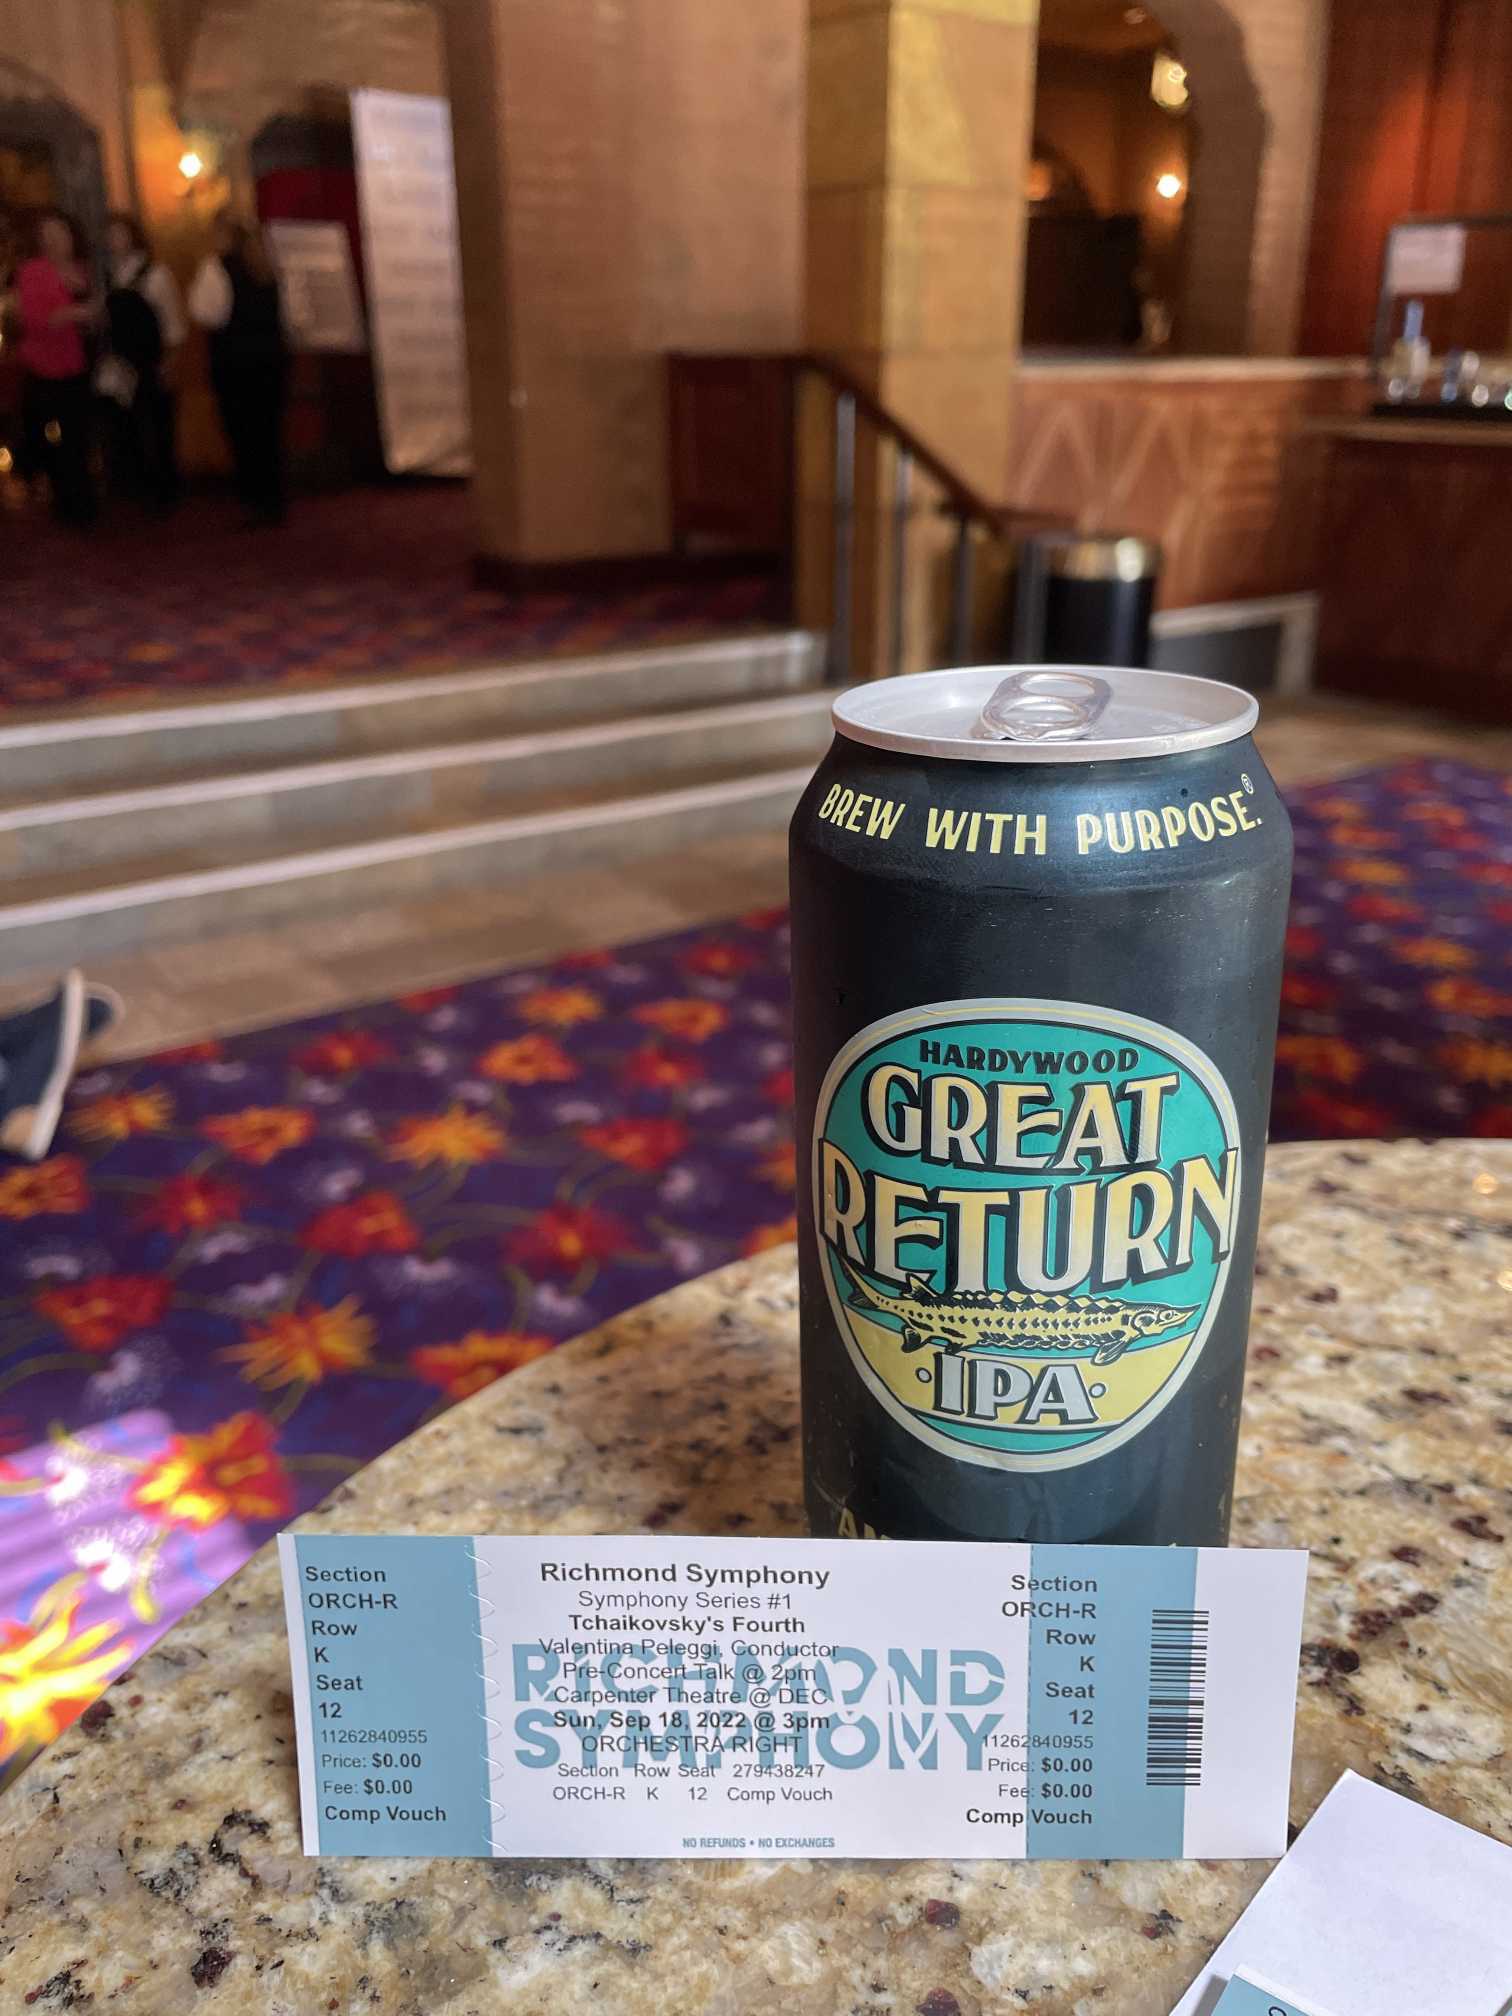 BREW WITH PURPOSE.®
HARDYWOOD
GREAT
RETURN
IPA
Section
ORCH-R
Row
K
Seat
12
11262840955
Price: $0.00
Fee: $0.00
Comp Vouch
Richmond Symphony
Symphony Series #1
Tchaikovsky's Fourth
Valentina Peleggi, Conductor
Pre-Concert Talk @ 2pm
Carpenter Theatre @ DEC
Sun, Sep 18, 2022 @ 3pm
ORCHESTRA RIGHT
Section Row Seat 279438247
ORCH-R K 12 Comp Vouch
RICHMOND
SYMPHONY
NO REFUNDS • NO EXCHANGES
Section
ORCH-R
Row
K
Seat
12
11262840955
Price: $0.00
Fee: $0.00
Comp Vouch